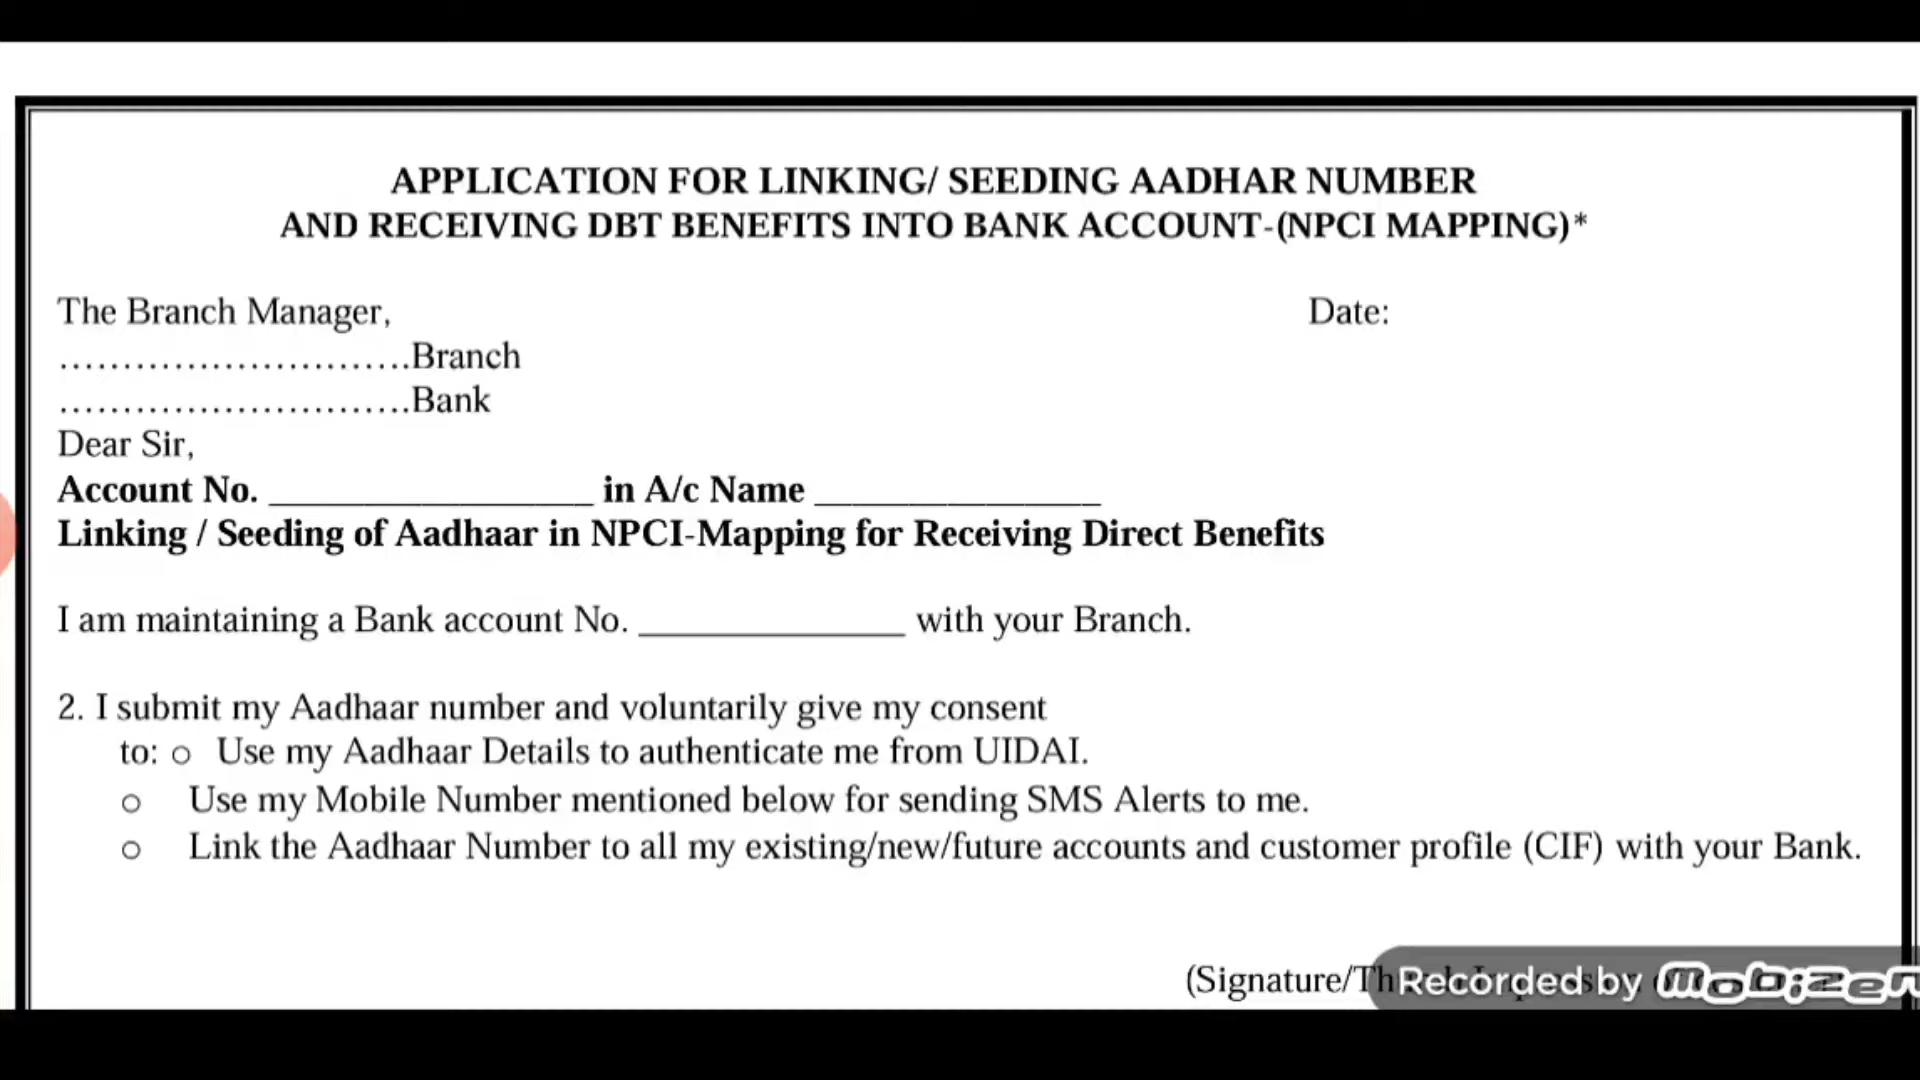 APPLICATION FOR LINKING/ SEEDING AADHAR NUMBER
AND RECEIVING DBT BENEFITS INTO BANK ACCOUNT-(NPCI MAPPING)*
The Branch Manager, Date:
............................Branch
............................Bank
Dear Sir,
Account No. _________________ in A/c Name _______________
Linking / Seeding of Aadhaar in NPCI-Mapping for Receiving Direct Benefits
I am maintaining a Bank account No. ______________ with your Branch.
2. I submit my Aadhaar number and voluntarily give my consent
to: o Use my Aadhaar Details to authenticate me from UIDAI.
o Use my Mobile Number mentioned below for sending SMS Alerts to me.
o Link the Aadhaar Number to all my existing/new/future accounts and customer profile (CIF) with your Bank.
(Signature/
Recorded by mobizen